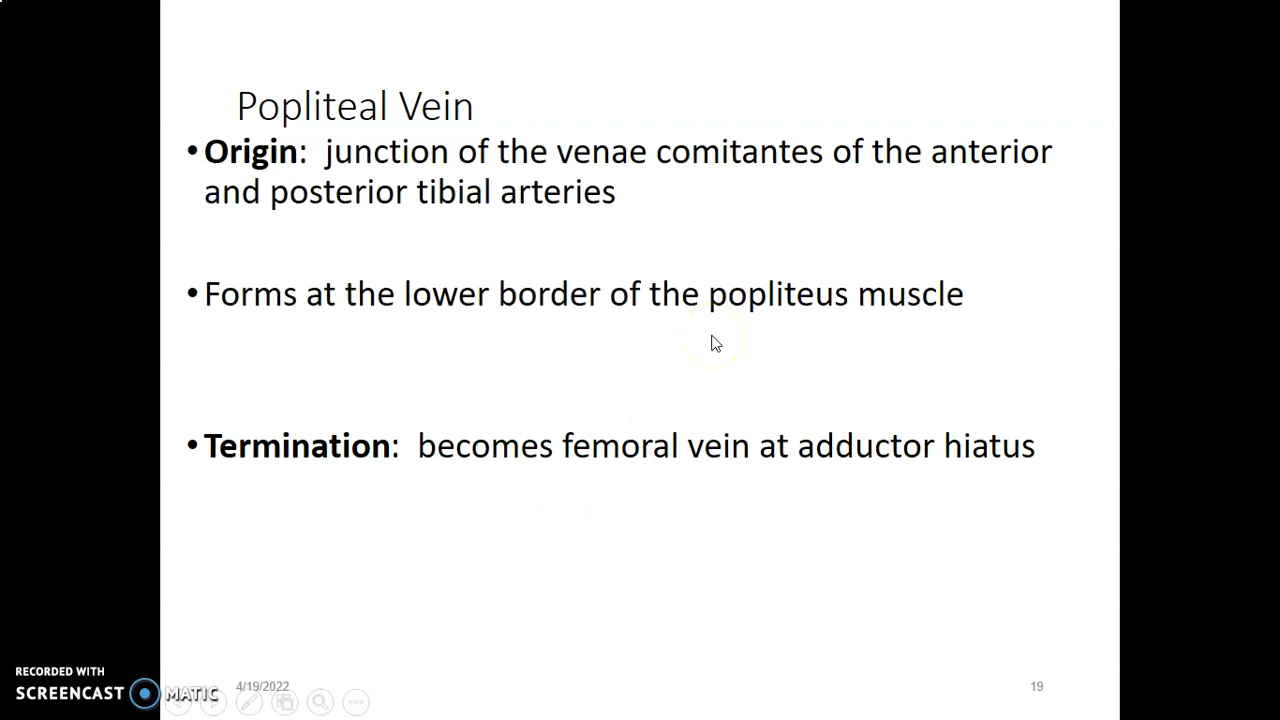 Popliteal Vein
• Origin: junction of the venae comitantes of the anterior
and posterior tibial arteries
• Forms at the lower border of the popliteus muscle
• Termination: becomes femoral vein at adductor hiatus
RECORDED WITH
SCREENCAST MATIC
4/19/2022
19